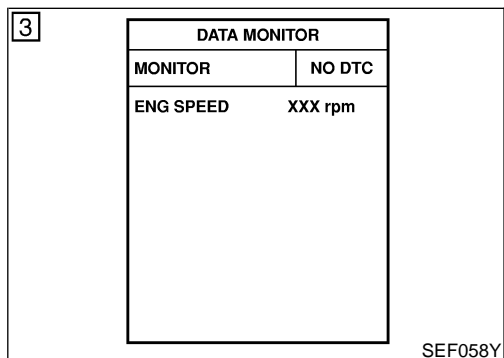 3
DATA MONITOR
MONITOR NO DTC
ENG SPEED XXX rpm
SEF058Y